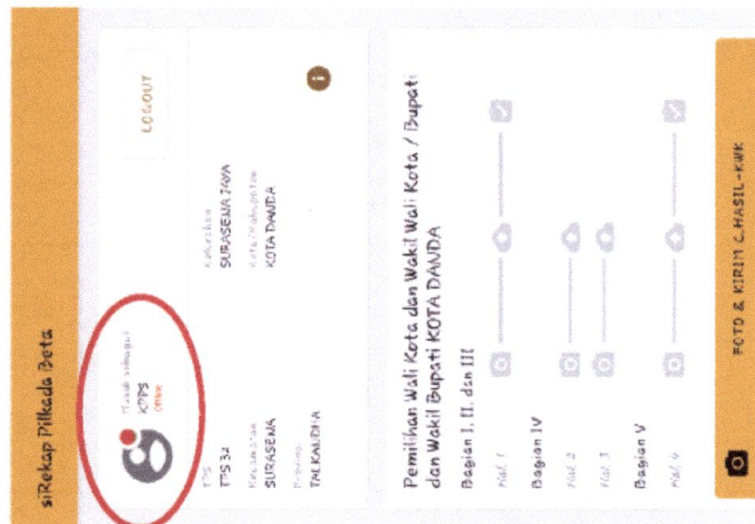 siRekap Pilkada Beta
Masuk sebagai
KPPS
Offline
LOGOUT
TPS
TPS 32
Kelurahan
SURASENA JAYA
Kecamatan
SURASENA
Kota/Kabupaten
KOTA DANDA
Provinsi
TALKANDHA
i
Pemilihan Wali Kota dan Wakil Wali Kota / Bupati
dan Wakil Bupati KOTA DANDA
Bagian I, II, dan III
Hal. 1
Bagian IV
Hal. 2
Hal. 3
Bagian V
Hal. 4
FOTO & KIRIM C.HASIL-KWK